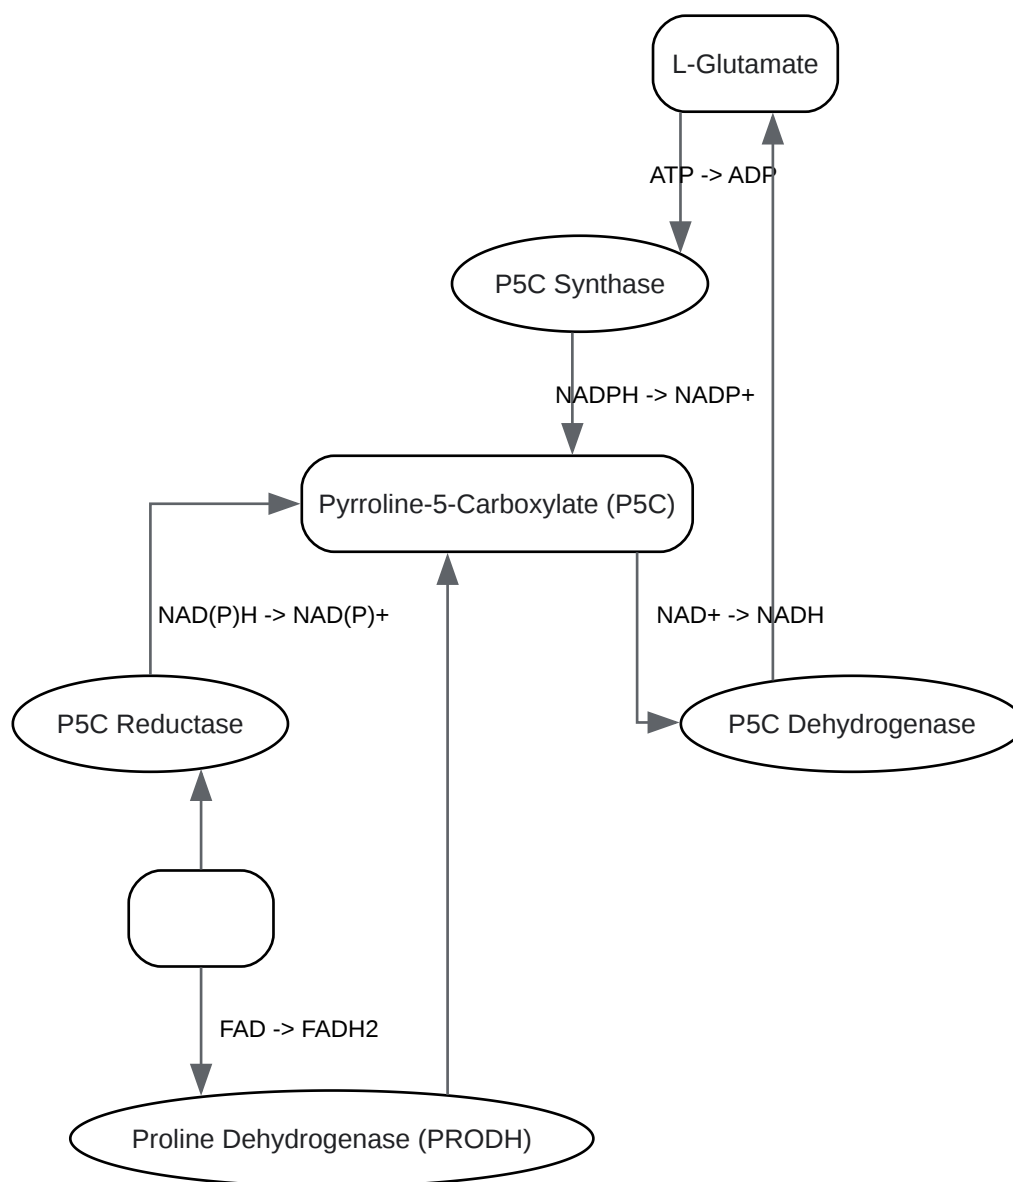 L-Glutamate
ATP -> ADP
P5C Synthase
NADPH -> NADP+
Pyrroline-5-Carboxylate (P5C)
NAD(P)H -> NAD(P)+
NAD+ -> NADH
P5C Reductase
P5C Dehydrogenase
FAD -> FADH2
Proline Dehydrogenase (PRODH)